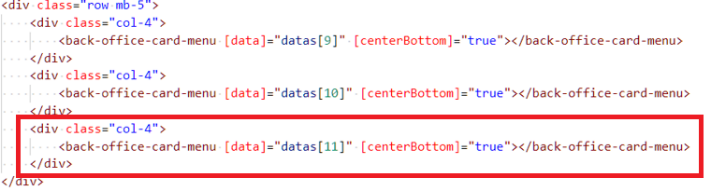 <div class="row mb-5">
<div class="col-4">
<back-office-card-menu [data]="datas[9]" [centerBottom]="true"></back-office-card-menu>
</div>
<div class="col-4">
<back-office-card-menu [data]="datas[10]" [centerBottom]="true"></back-office-card-menu>
</div>
<div class="col-4">
<back-office-card-menu [data]="datas[11]" [centerBottom]="true"></back-office-card-menu>
</div>
</div>